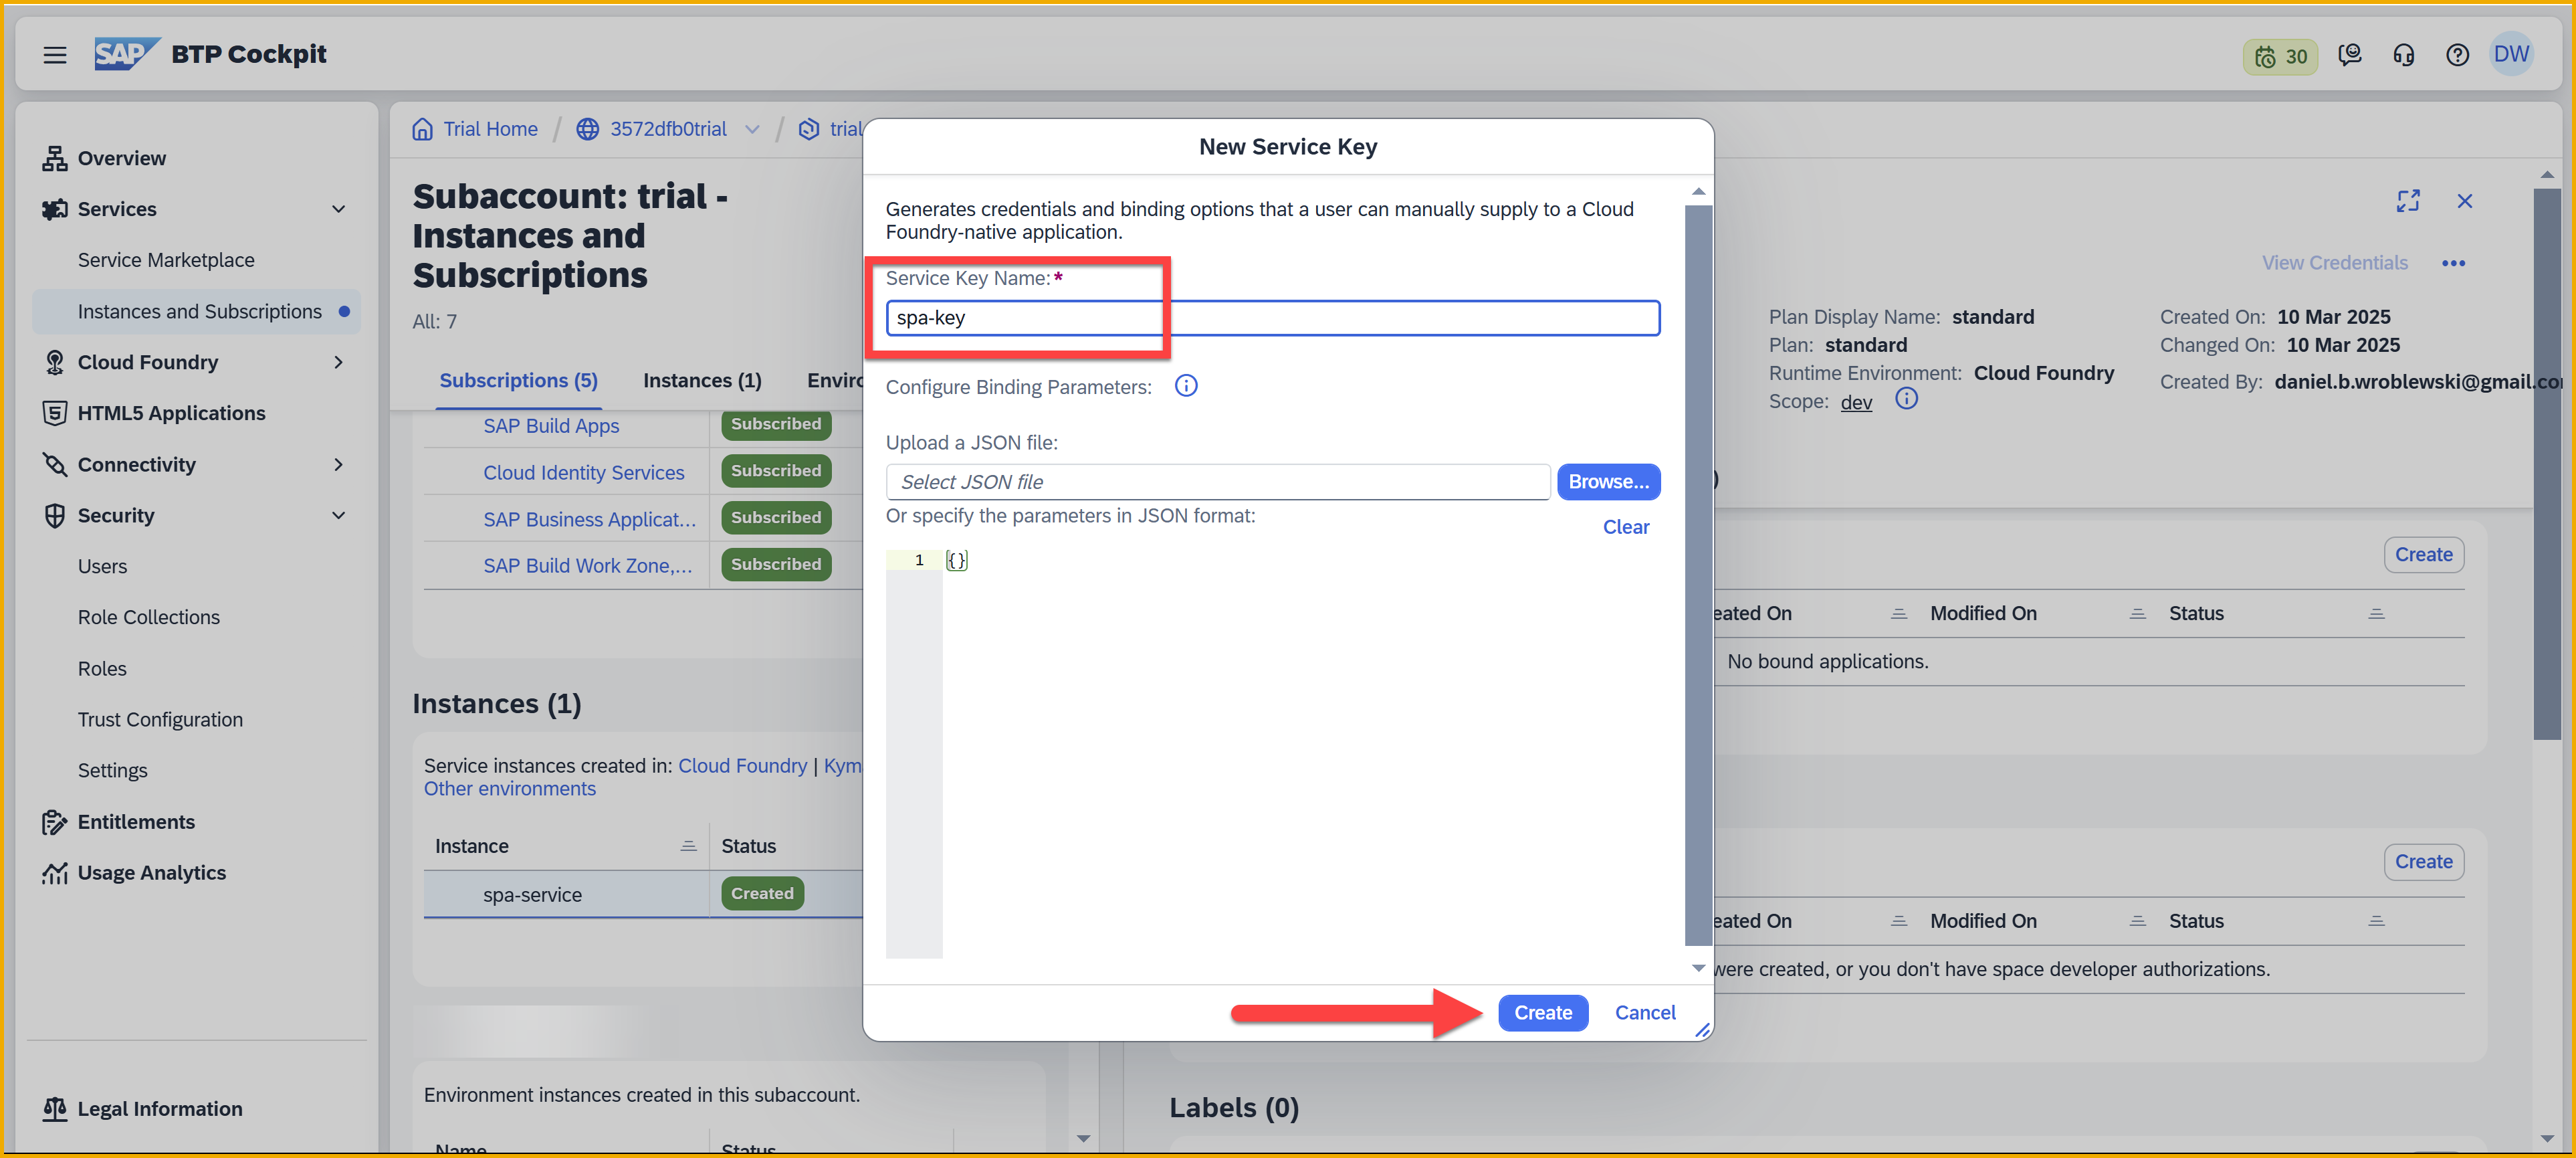 SAP BTP Cockpit
30
DW
Overview
Services
Service Marketplace
Instances and Subscriptions
Cloud Foundry
HTML5 Applications
Connectivity
Security
Users
Role Collections
Roles
Trust Configuration
Settings
Entitlements
Usage Analytics
Legal Information
Trial Home / 3572dfb0trial / trial
Subaccount: trial -
Instances and
Subscriptions
All: 7
Subscriptions (5) Instances (1)
SAP Build Apps Subscribed
Cloud Identity Services Subscribed
SAP Business Applicat... Subscribed
SAP Build Work Zone,... Subscribed
Instances (1)
Service instances created in: Cloud Foundry | Kym
Other environments
Instance Status
spa-service Created
Environment instances created in this subaccount.
Name Status
New Service Key
Generates credentials and binding options that a user can manually supply to a Cloud
Foundry-native application.
Service Key Name:*
spa-key
Configure Binding Parameters:
Upload a JSON file:
Select JSON file Browse...
Or specify the parameters in JSON format:
Clear
1 {}
Create Cancel
View Credentials
Plan Display Name: standard
Plan: standard
Runtime Environment: Cloud Foundry
Scope: dev
Created On: 10 Mar 2025
Changed On: 10 Mar 2025
Created By: daniel.b.wroblewski@gmail.co
)
Create
eated On Modified On Status
No bound applications.
Create
eated On Modified On Status
were created, or you don't have space developer authorizations.
Labels (0)